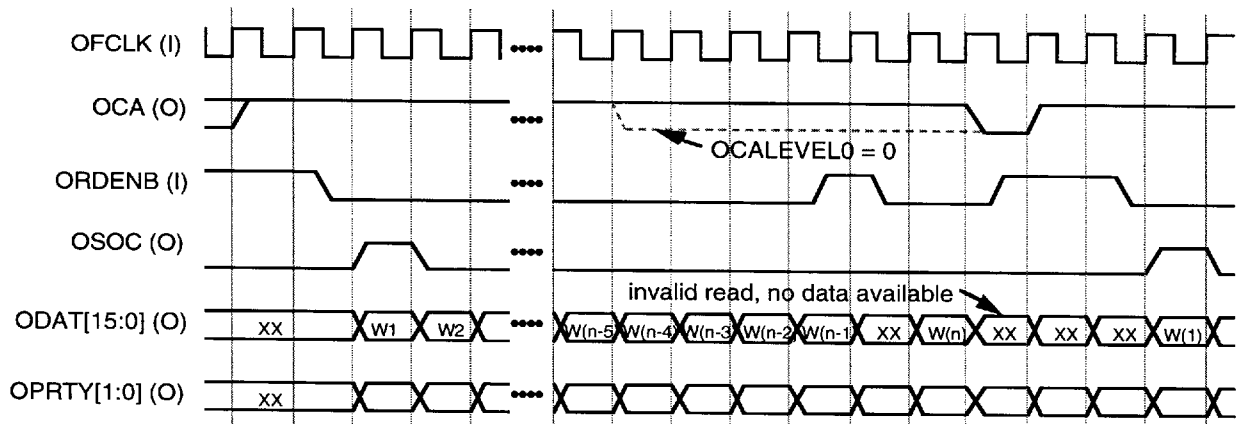 OFCLK (I)
OCA (O)
OCALEVEL0 = 0
ORDENB (I)
OSOC (O)
invalid read, no data available
ODAT[15:0] (O) XX W1 W2 W(n-5 W(n-4) W(n-3) W(n-2) W(n-1 XX W(n) XX XX XX W(1)
OPRTY[1:0] (O) XX